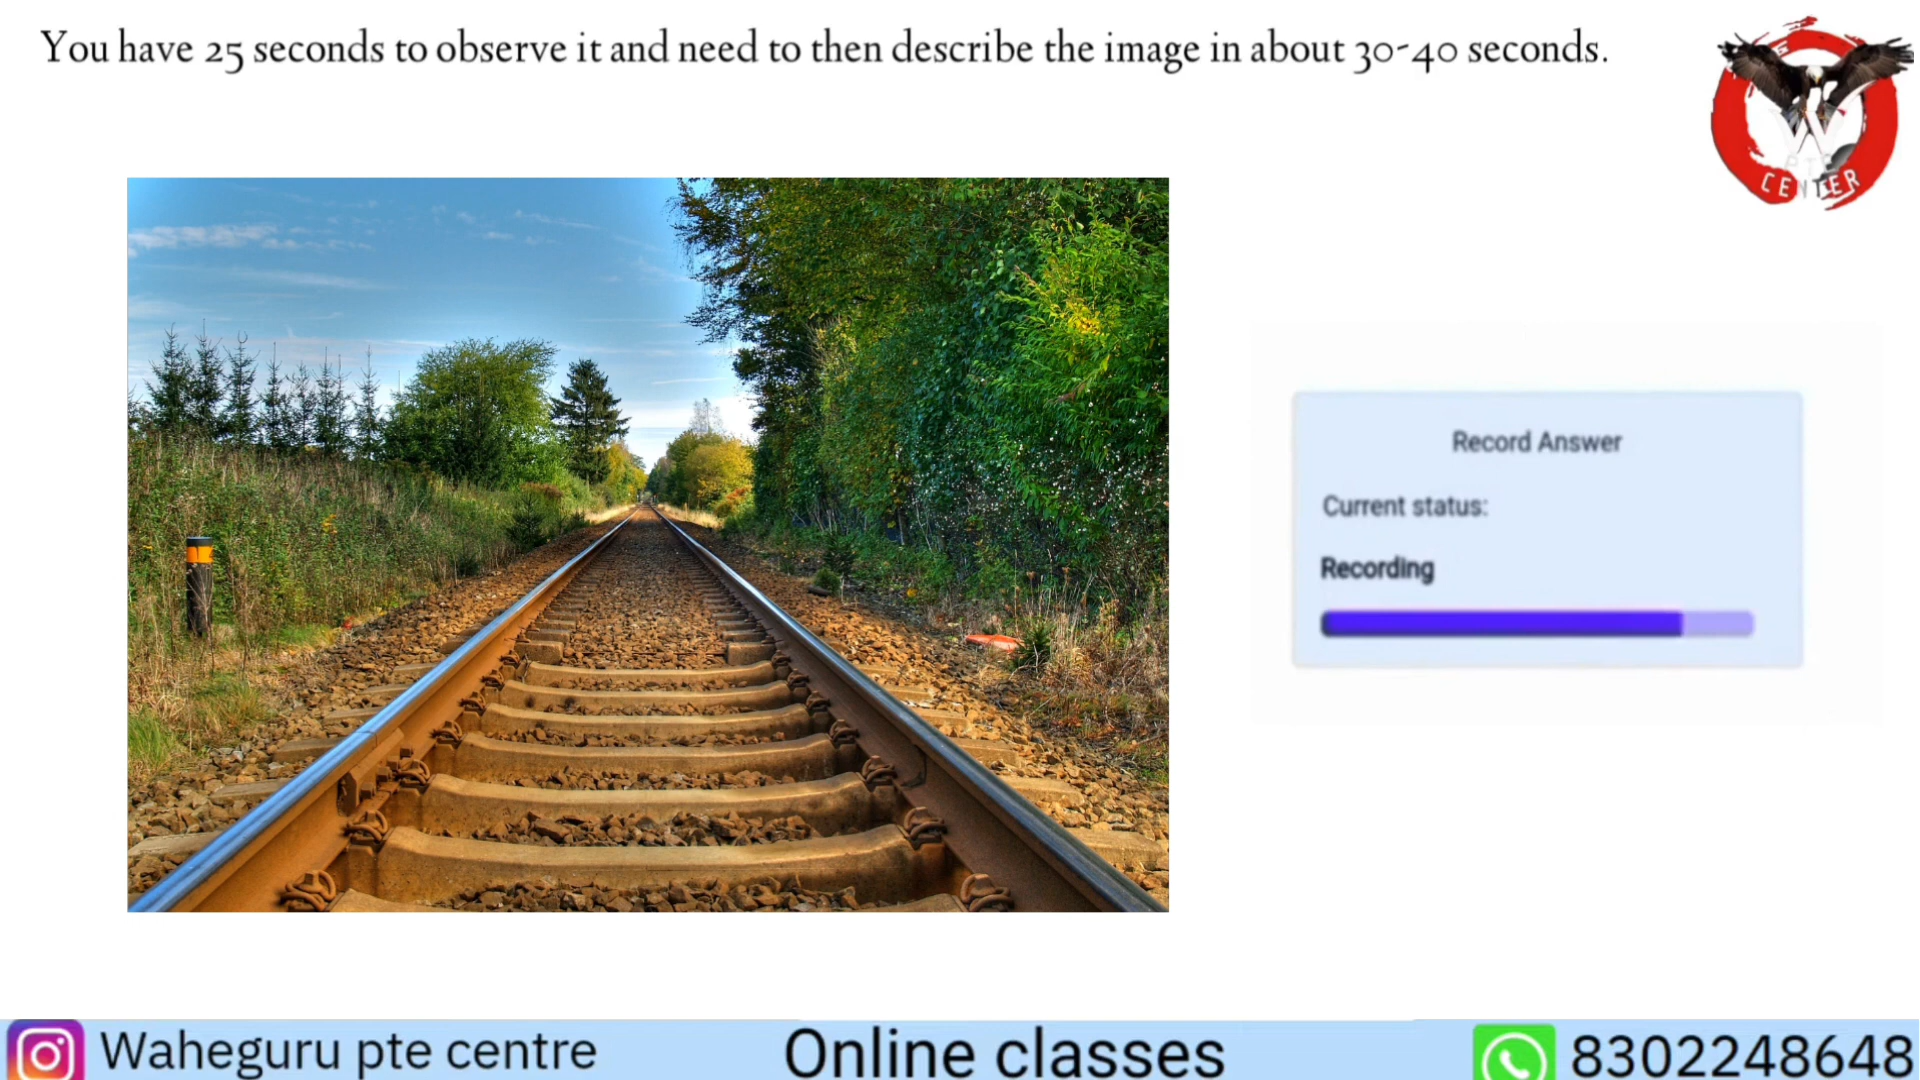 You have 25 seconds to observe it and need to then describe the image in about 30-40 seconds.
W
PTE
CENTER
Record Answer
Current status:
Recording
Waheguru pte centre
Online classes
8302248648